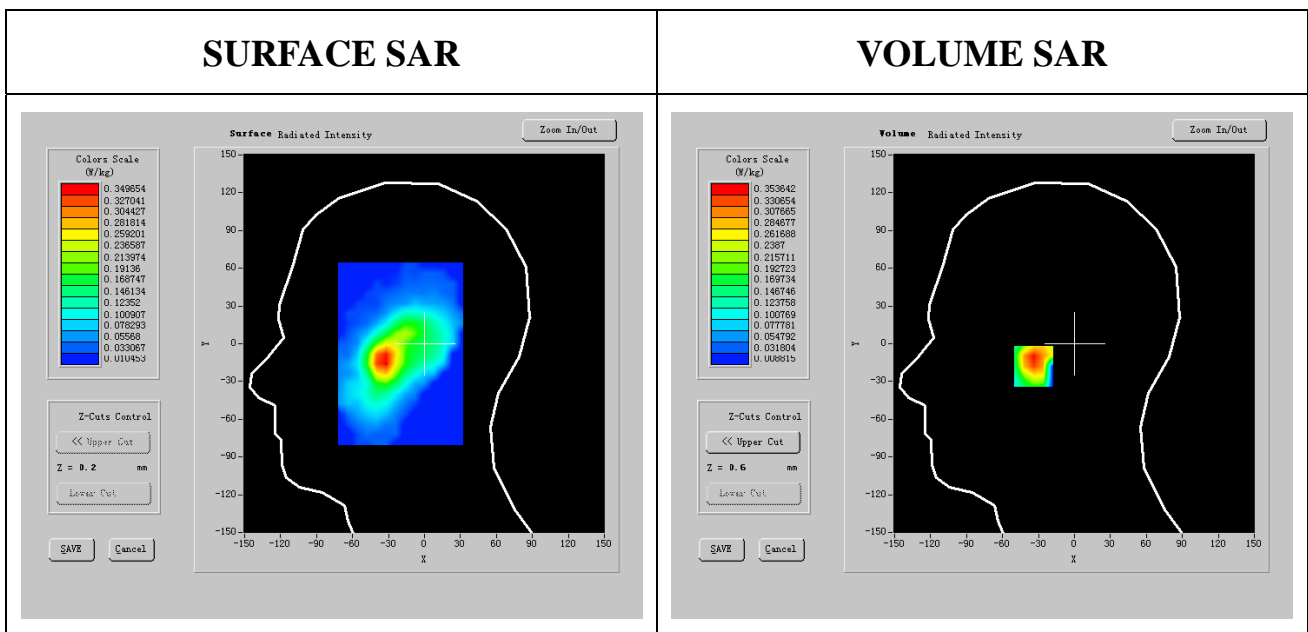 SURFACE SAR
VOLUME SAR
Surface Radiated Intensity
Zoom In/Out
Colors Scale
(W/kg)
0.349654
0.327041
0.304427
0.281814
0.259201
0.236587
0.213974
0.19136
0.168747
0.146134
0.12352
0.100907
0.078293
0.05568
0.033067
0.010453
Z-Cuts Control
<< Upper Cut
Z = 0.2 mm
Lower Cut
SAVE
Cancel
150
120
90
60
30
0
-30
-60
-90
-120
-150
Y
-150 -120 -90 -60 -30 0 30 60 90 120 150
X
Volume Radiated Intensity
Zoom In/Out
Colors Scale
(W/kg)
0.353642
0.330654
0.307665
0.284677
0.261688
0.2387
0.215711
0.192723
0.169734
0.146746
0.123758
0.100769
0.077781
0.054792
0.031804
0.008815
Z-Cuts Control
<< Upper Cut
Z = 0.6 mm
Lower Cut
SAVE
Cancel
150
120
90
60
30
0
-30
-60
-90
-120
-150
Y
-150 -120 -90 -60 -30 0 30 60 90 120 150
X